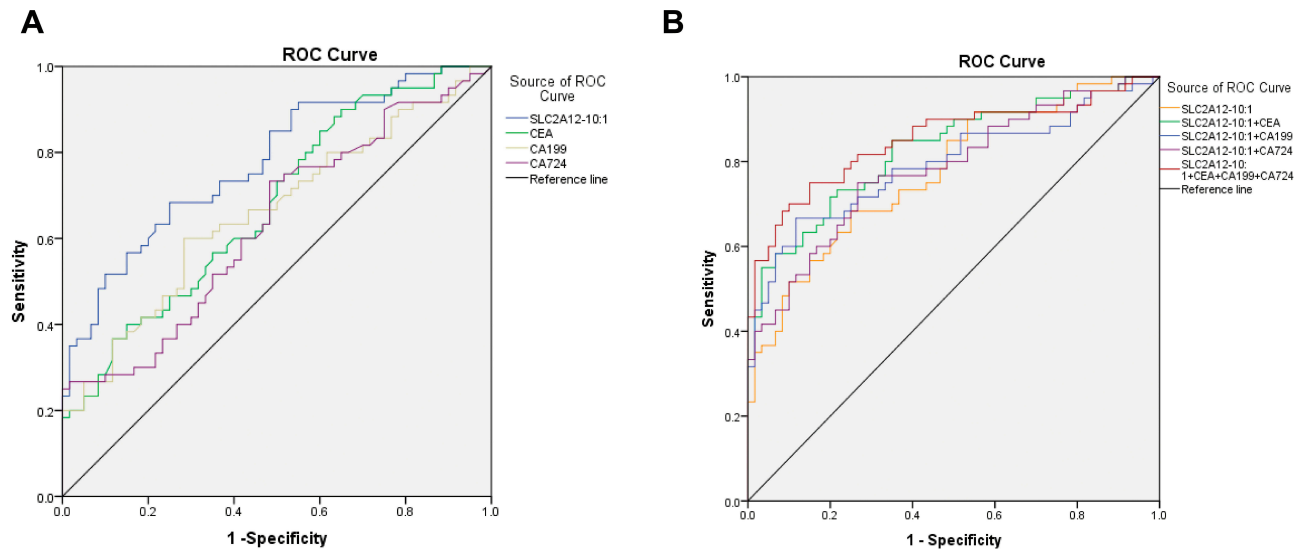 A
ROC Curve
Sensitivity
1.0
0.8
0.6
0.4
0.2
0.0
0.0 0.2 0.4 0.6 0.8 1.0
1 -Specificity
Source of ROC
Curve
SLC2A12-10:1
CEA
CA199
CA724
Reference line
B
ROC Curve
Sensitivity
1.0
0.8
0.6
0.4
0.2
0.0
0.0 0.2 0.4 0.6 0.8 1.0
1 - Specificity
Source of ROC Curve
SLC2A12-10:1
SLC2A12-10:1+CEA
SLC2A12-10:1+CA199
SLC2A12-10:1+CA724
SLC2A12-10:
1+CEA+CA199+CA724
Reference line